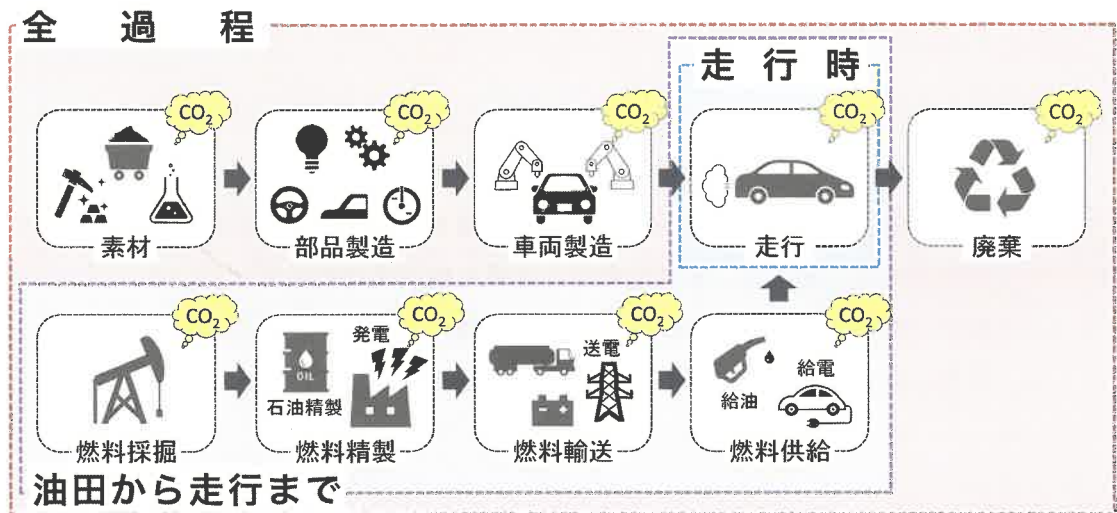 全過程
走行時
CO₂
CO₂
CO₂
CO₂
CO₂
素材
部品製造
車両製造
走行
廃棄
CO₂
CO₂
CO₂
CO₂
発電
OIL
石油精製
送電
給電
給油
燃料採掘
燃料精製
燃料輸送
燃料供給
油田から走行まで